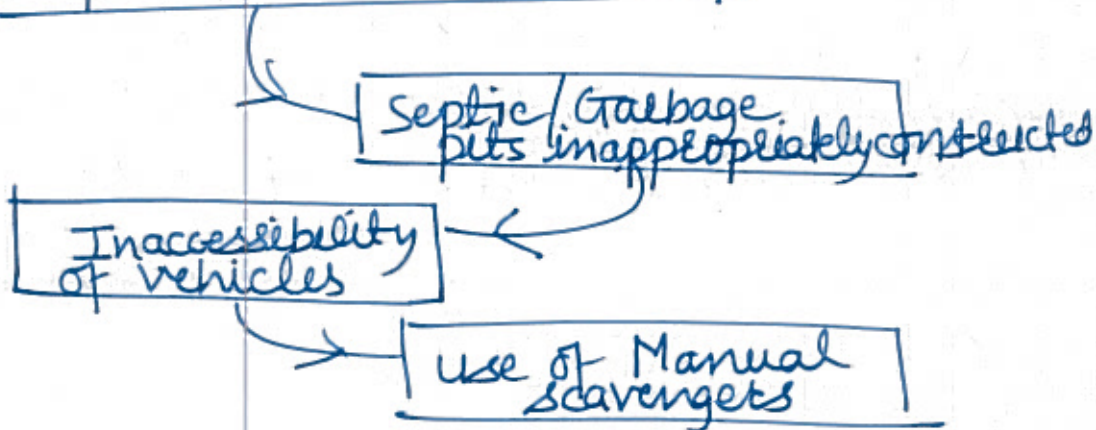 Septic / Garbage
pits inappropriately constructed
Inaccessibility
of vehicles
use of Manual
scavengers